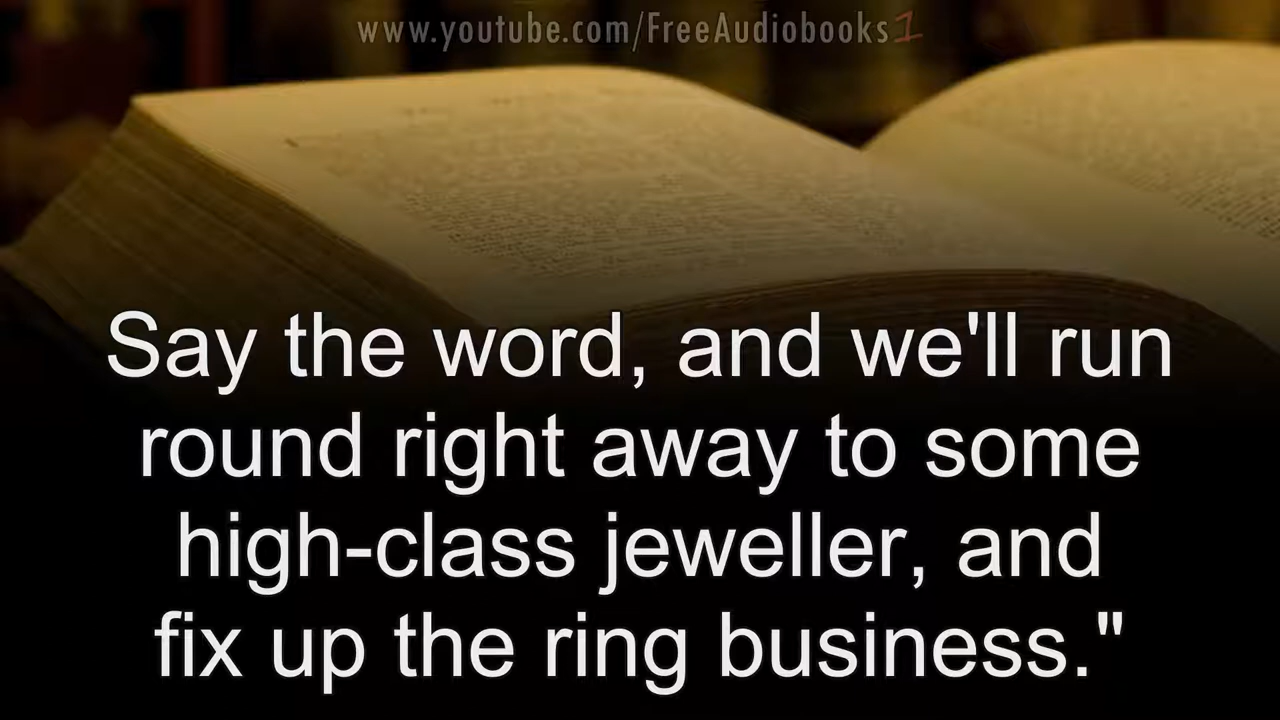 www.youtube.com/FreeAudiobooks1
Say the word, and we'll run
round right away to some
high-class jeweller, and
fix up the ring business."